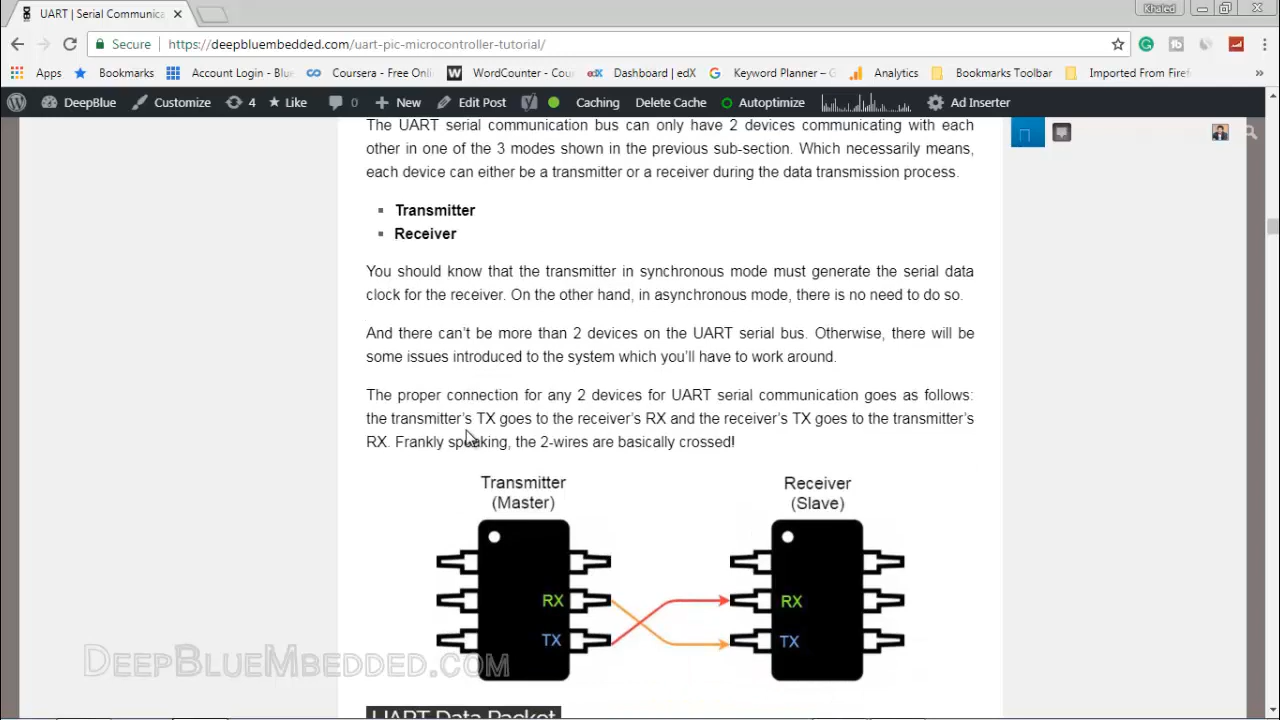 UART | Serial Communica
Khaled
Secure
https://deepbluembedded.com/uart-pic-microcontroller-tutorial/
Apps
Bookmarks
Account Login - Blu
Coursera - Free Onli
WordCounter - Cou
Dashboard | edX
Keyword Planner –
Analytics
Bookmarks Toolbar
Imported From Firef
»
DeepBlue
Customize
4
Like
0
New
Edit Post
Caching
Delete Cache
Autoptimize
Ad Inserter
The UART serial communication bus can only have 2 devices communicating with each
other in one of the 3 modes shown in the previous sub-section. Which necessarily means,
each device can either be a transmitter or a receiver during the data transmission process.
Transmitter
Receiver
You should know that the transmitter in synchronous mode must generate the serial data
clock for the receiver. On the other hand, in asynchronous mode, there is no need to do so.
And there can't be more than 2 devices on the UART serial bus. Otherwise, there will be
some issues introduced to the system which you'll have to work around.
The proper connection for any 2 devices for UART serial communication goes as follows:
the transmitter's TX goes to the receiver's RX and the receiver's TX goes to the transmitter's
RX. Frankly speaking, the 2-wires are basically crossed!
Transmitter
(Master)
Receiver
(Slave)
RX
RX
TX
TX
DeepBlueMbedded.com
UART Data Packet